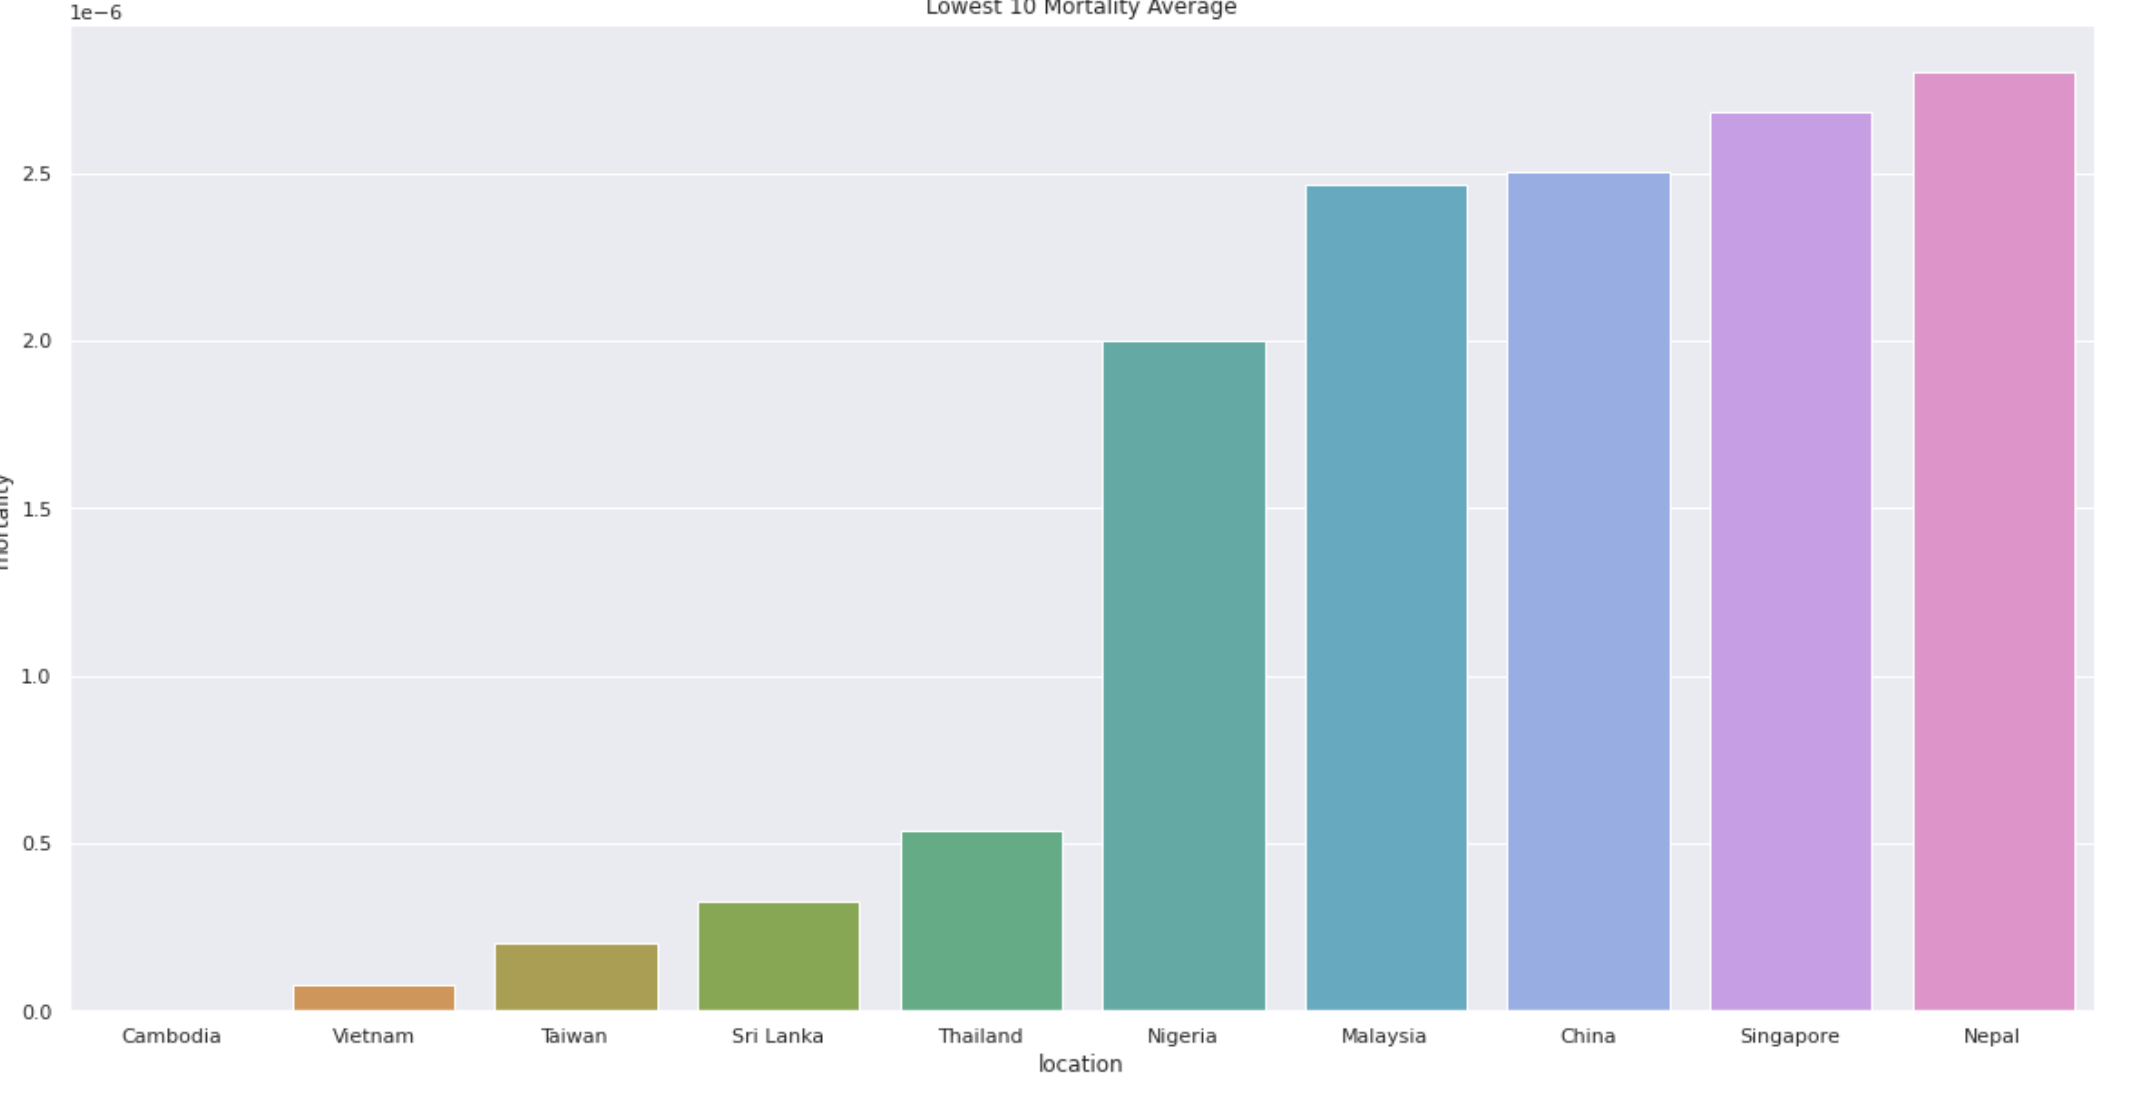 Lowest 10 Mortality Average
1e−6
2.5
2.0
1.5
1.0
0.5
0.0
mortality
Cambodia Vietnam Taiwan Sri Lanka Thailand Nigeria Malaysia China Singapore Nepal
location